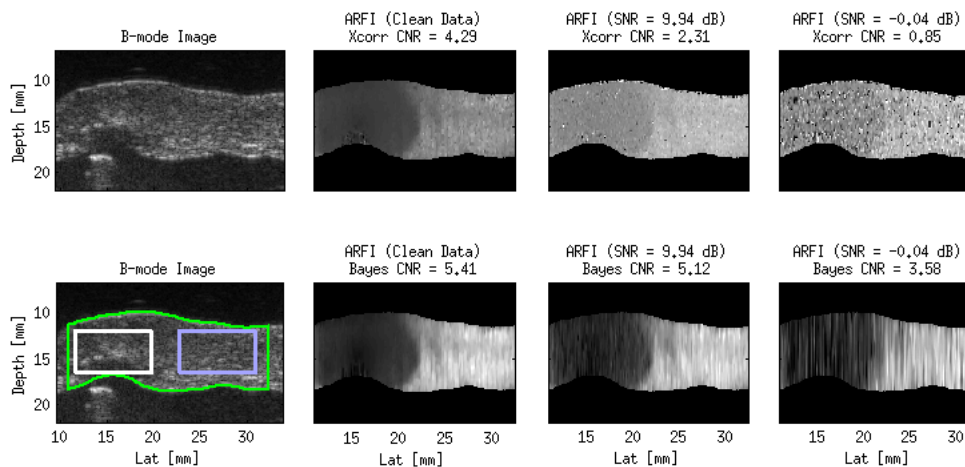 ARFI (Clean Data)
Xcorr CNR = 4.29
ARFI (SNR = 9.94 dB)
Xcorr CNR = 2.31
ARFI (SNR = -0.04 dB)
Xcorr CNR = 0.85
B-mode Image
Depth [mm]
10
15
20
ARFI (Clean Data)
Bayes CNR = 5.41
ARFI (SNR = 9.94 dB)
Bayes CNR = 5.12
ARFI (SNR = -0.04 dB)
Bayes CNR = 3.58
B-mode Image
Depth [mm]
10
15
20
10 15 20 25 30
Lat [mm]
15 20 25 30
Lat [mm]
15 20 25 30
Lat [mm]
15 20 25 30
Lat [mm]